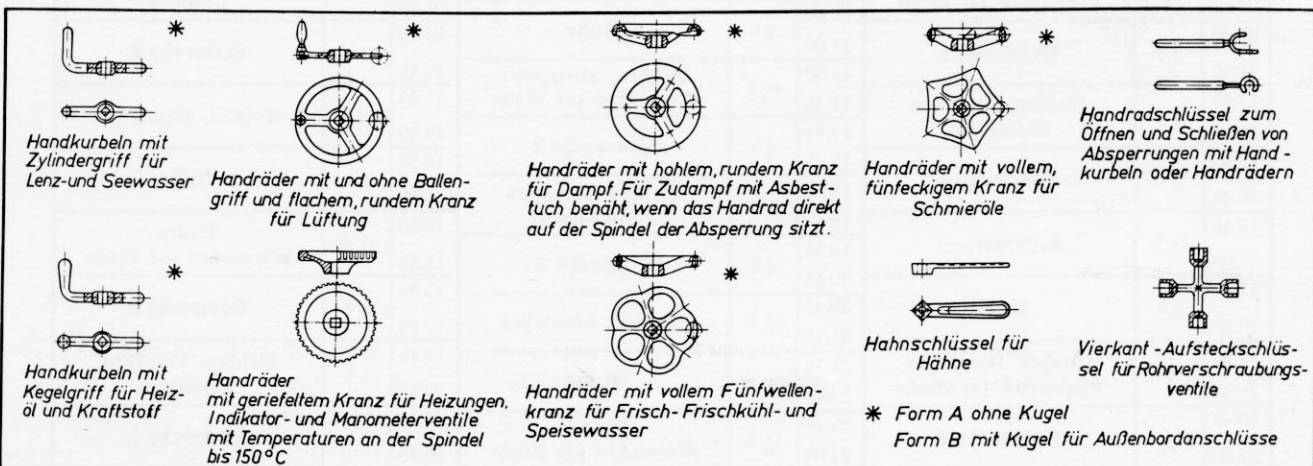 *
Handkurbeln mit
Zylindergriff für
Lenz- und Seewasser
*
Handräder mit und ohne Ballen-
griff und flachem, rundem Kranz
für Lüftung
*
Handräder mit hohlem, rundem Kranz
für Dampf. Für Zudampf mit Asbest-
tuch benäht, wenn das Handrad direkt
auf der Spindel der Absperrung sitzt.
*
Handräder mit vollem,
fünfeckigem Kranz für
Schmieröle
Handradschlüssel zum
Öffnen und Schließen von
Absperrungen mit Hand-
kurbeln oder Handrädern
*
Handkurbeln mit
Kegelgriff für Heiz-
öl und Kraftstoff
Handräder
mit geriefeltem Kranz für Heizungen,
Indikator- und Manometerventile
mit Temperaturen an der Spindel
bis 150°C
*
Handräder mit vollem Fünfwellen-
kranz für Frisch- Frischkühl- und
Speisewasser
Hahnschlüssel für
Hähne
Vierkant-Aufsteckschlüs-
sel für Rohrverschraubungs-
ventile
* Form A ohne Kugel
Form B mit Kugel für Außenbordanschlüsse